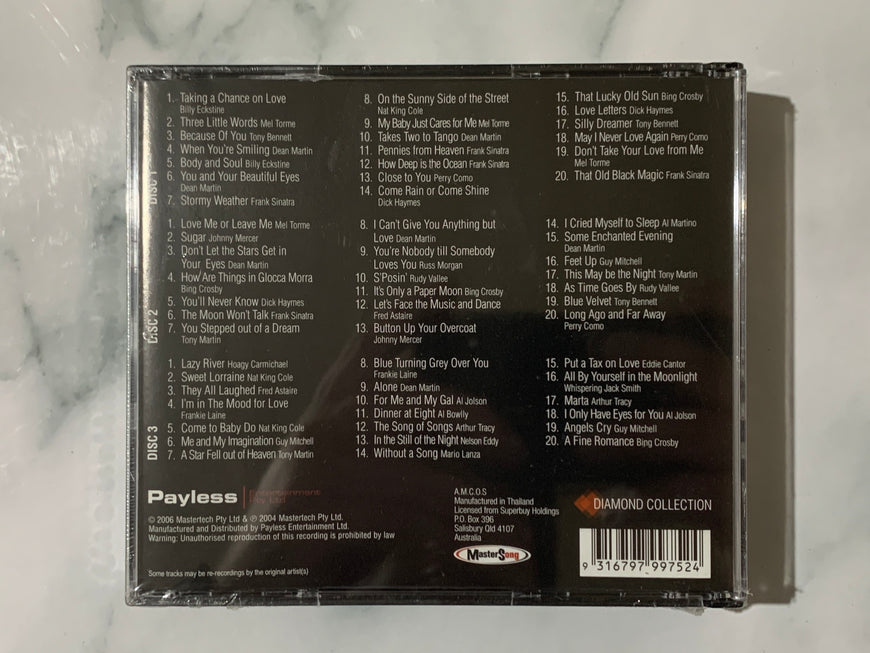 DISC 1
1. Taking a Chance on Love
Billy Eckstine
2. Three Little Words Mel Torme
3. Because Of You Tony Bennett
4. When You're Smiling Dean Martin
5. Body and Soul Billy Eckstine
6. You and Your Beautiful Eyes
Dean Martin
7. Stormy Weather Frank Sinatra
8. On the Sunny Side of the Street
Nat King Cole
9. My Baby Just Cares for Me Mel Torme
10. Takes Two to Tango Dean Martin
11. Pennies from Heaven Frank Sinatra
12. How Deep is the Ocean Frank Sinatra
13. Close to You Perry Como
14. Come Rain or Come Shine
Dick Haymes
15. That Lucky Old Sun Bing Crosby
16. Love Letters Dick Haymes
17. Silly Dreamer Tony Bennett
18. May I Never Love Again Perry Como
19. Don't Take Your Love from Me
Mel Torme
20. That Old Black Magic Frank Sinatra
DISC 2
1. Love Me or Leave Me Mel Torme
2. Sugar Johnny Mercer
3. Don't Let the Stars Get in
Your Eyes Dean Martin
4. How Are Things in Glocca Morra
Bing Crosby
5. You'll Never Know Dick Haymes
6. The Moon Won't Talk Frank Sinatra
7. You Stepped out of a Dream
Tony Martin
8. I Can't Give You Anything but
Love Dean Martin
9. You're Nobody till Somebody
Loves You Russ Morgan
10. S'Posin' Rudy Vallee
11. It's Only a Paper Moon Bing Crosby
12. Let's Face the Music and Dance
Fred Astaire
13. Button Up Your Overcoat
Johnny Mercer
14. I Cried Myself to Sleep Al Martino
15. Some Enchanted Evening
Dean Martin
16. Feet Up Guy Mitchell
17. This May be the Night Tony Martin
18. As Time Goes By Rudy Vallee
19. Blue Velvet Tony Bennett
20. Long Ago and Far Away
Perry Como
DISC 3
1. Lazy River Hoagy Carmichael
2. Sweet Lorraine Nat King Cole
3. They All Laughed Fred Astaire
4. I'm in The Mood for Love
Frankie Laine
5. Come to Baby Do Nat King Cole
6. Me and My Imagination Guy Mitchell
7. A Star Fell out of Heaven Tony Martin
8. Blue Turning Grey Over You
Frankie Laine
9. Alone Dean Martin
10. For Me and My Gal Al Jolson
11. Dinner at Eight Al Bowlly
12. The Song of Songs Arthur Tracy
13. In the Still of the Night Nelson Eddy
14. Without a Song Mario Lanza
15. Put a Tax on Love Eddie Cantor
16. All By Yourself in the Moonlight
Whispering Jack Smith
17. Marta Arthur Tracy
18. I Only Have Eyes for You Al Jolson
19. Angels Cry Guy Mitchell
20. A Fine Romance Bing Crosby
Payless
Entertainment
Pty Ltd
© 2006 Mastertech Pty Ltd & ℗ 2004 Mastertech Pty Ltd.
Manufactured and Distributed by Payless Entertainment Ltd.
Warning: Unauthorised reproduction of this recording is prohibited by law
Some tracks may be re-recordings by the original artist(s)
A.M.C.O.S
Manufactured in Thailand
Licensed from Superbuy Holdings
P.O. Box 396
Salisbury Qld 4107
Australia
MasterSong
DIAMOND COLLECTION
9 316797 997524